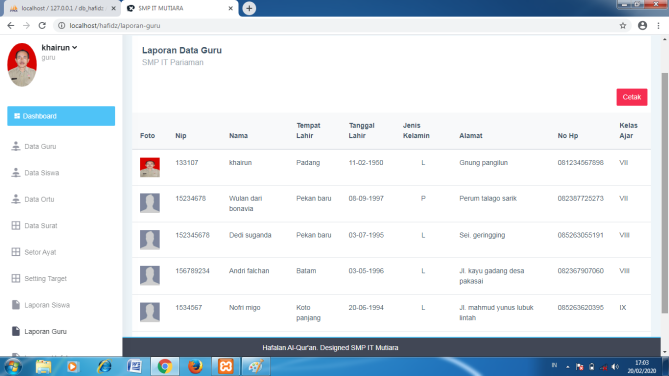 localhost / 127.0.0.1 / db_hafidz
SMP IT MUTIARA
localhost/hafidz/laporan-guru
khairun
guru
Dashboard
Data Guru
Data Siswa
Data Ortu
Data Surat
Setor Ayat
Setting Target
Laporan Siswa
Laporan Guru
Laporan Data Guru
SMP IT Pariaman
Cetak
Foto Nip Nama Tempat Lahir Tanggal Lahir Jenis Kelamin Alamat No Hp Kelas Ajar
133107 khairun Padang 11-02-1950 L Gnung pangilun 081234567898 VII
15234678 Wulan dari bonavia Pekan baru 08-09-1997 P Perum talago sarik 082387725273 VII
152345678 Dedi suganda Pekan baru 03-07-1995 L Sei. geringging 085263055191 VIII
156789234 Andri falchan Batam 03-05-1996 L Jl. kayu gadang desa pakasai 082367907060 VIII
1534567 Nofri migo Koto panjang 20-06-1994 L Jl. mahmud yunus lubuk lintah 085263620395 IX
Hafalan Al-Qur'an. Designed SMP IT Mutiara
IN
17:03
20/02/2020